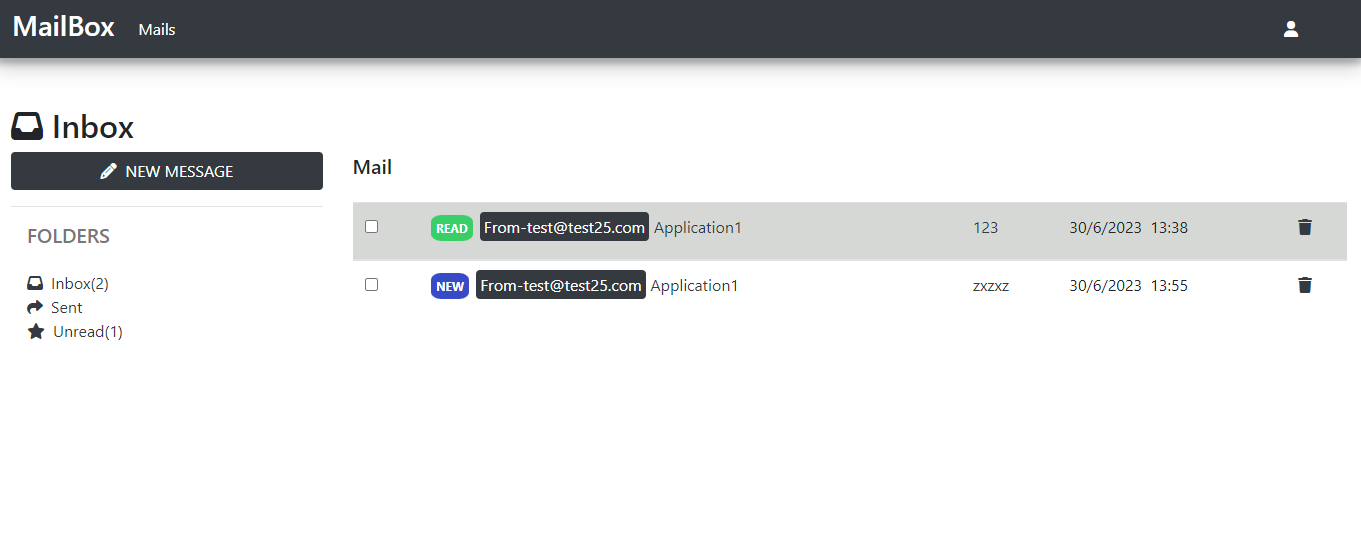 MailBox Mails
Inbox
NEW MESSAGE
FOLDERS
Inbox(2)
Sent
Unread(1)
Mail
READ From-test@test25.com Application1 123 30/6/2023 13:38
NEW From-test@test25.com Application1 zxzxz 30/6/2023 13:55